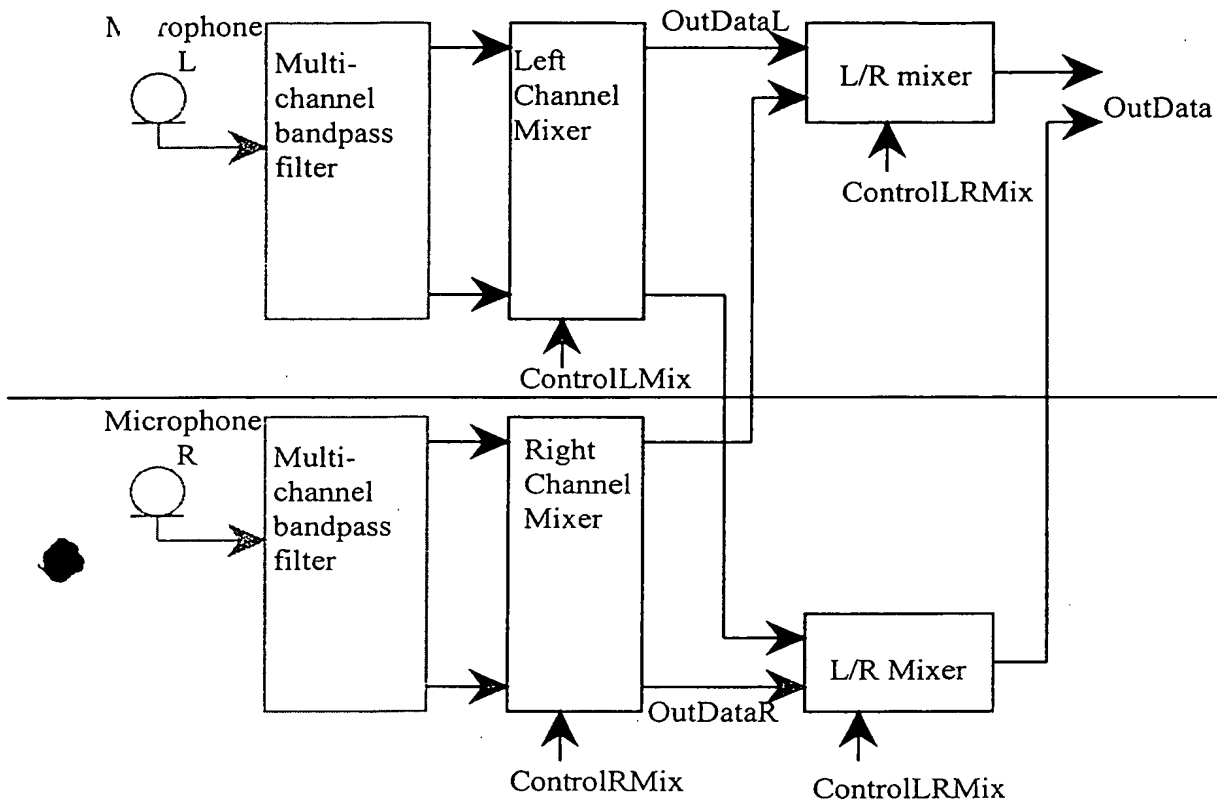 L
Multi-
channel
bandpass
filter
Left
Channel
Mixer
OutDataL
L/R mixer
OutData
ControlLRMix
ControlLMix
Microphone
R
Multi-
channel
bandpass
filter
Right
Channel
Mixer
L/R Mixer
OutDataR
ControlRMix
ControlLRMix